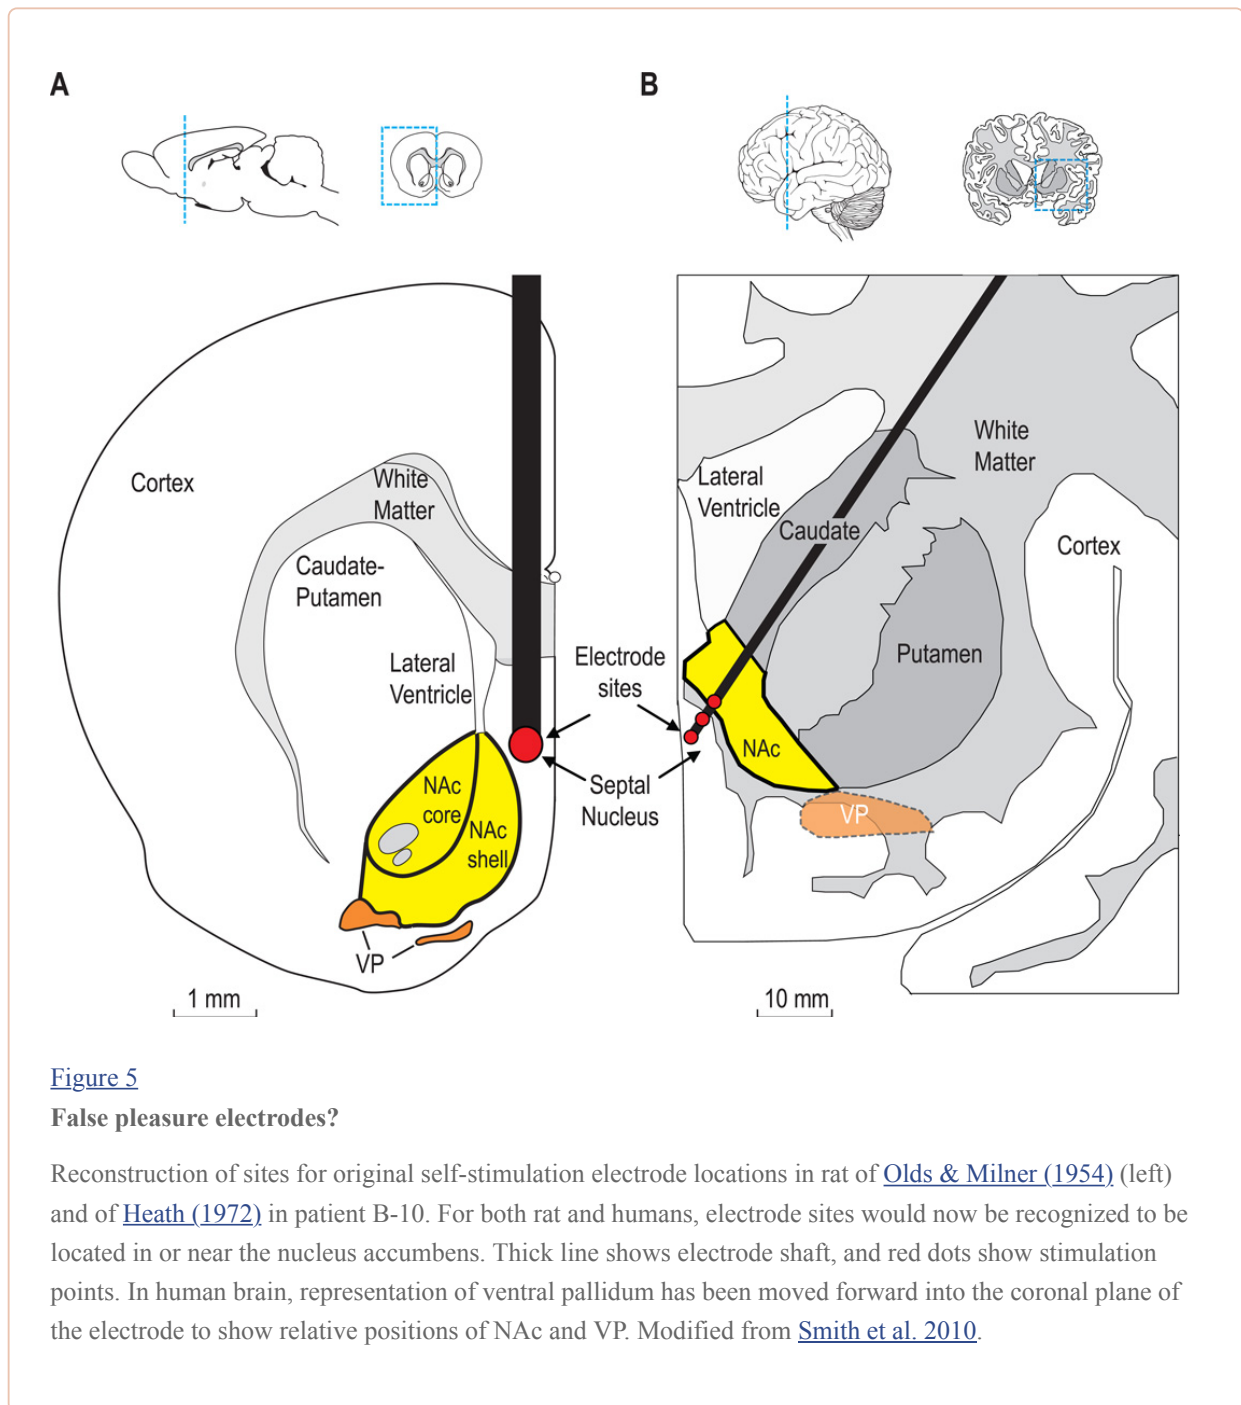 A
B
Cortex
White
Matter
Caudate-
Putamen
Lateral
Ventricle
NAc
core
NAc
shell
VP
1 mm
Electrode
sites
Septal
Nucleus
Lateral
Ventricle
Caudate
White
Matter
Cortex
Putamen
NAc
VP
10 mm
Figure 5
False pleasure electrodes?
Reconstruction of sites for original self-stimulation electrode locations in rat of Olds & Milner (1954) (left)
and of Heath (1972) in patient B-10. For both rat and humans, electrode sites would now be recognized to be
located in or near the nucleus accumbens. Thick line shows electrode shaft, and red dots show stimulation
points. In human brain, representation of ventral pallidum has been moved forward into the coronal plane of
the electrode to show relative positions of NAc and VP. Modified from Smith et al. 2010.